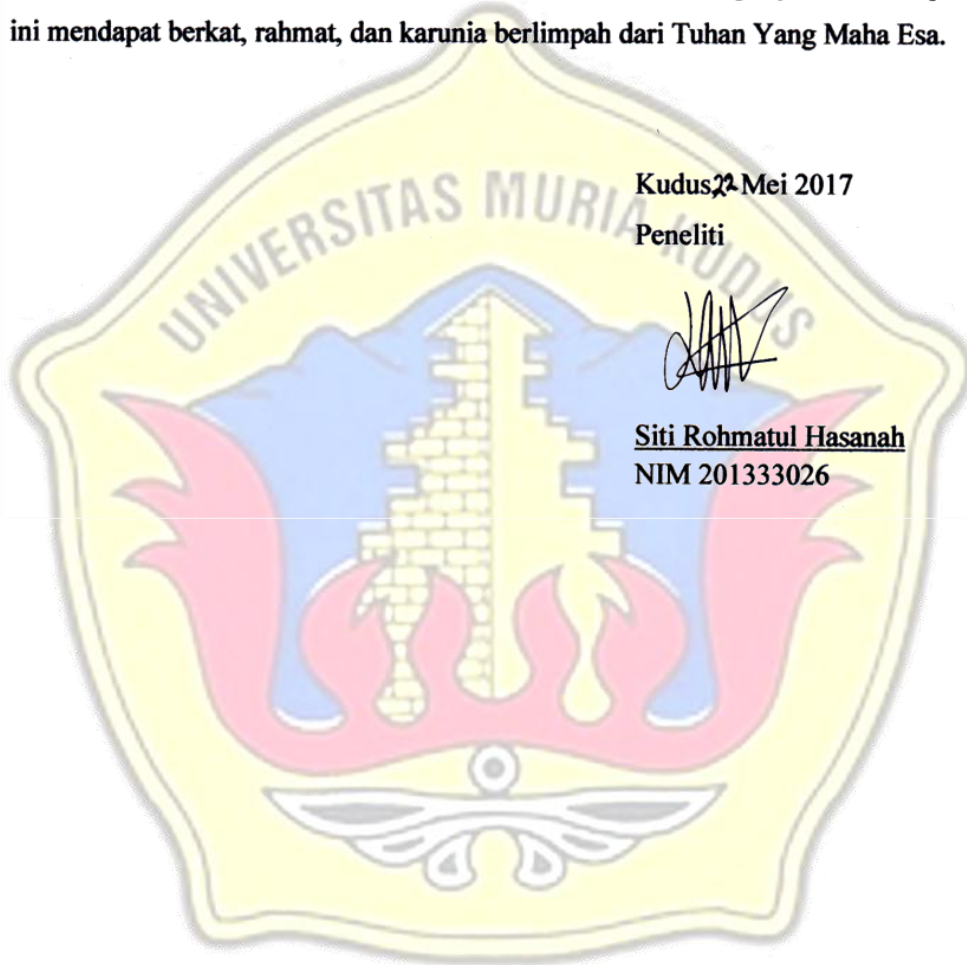 ini mendapat berkat, rahmat, dan karunia berlimpah dari Tuhan Yang Maha Esa.
UNIVERSITAS MURIA KUDUS
Kudus,22 Mei 2017
Peneliti
Siti Rohmatul Hasanah
NIM 201333026